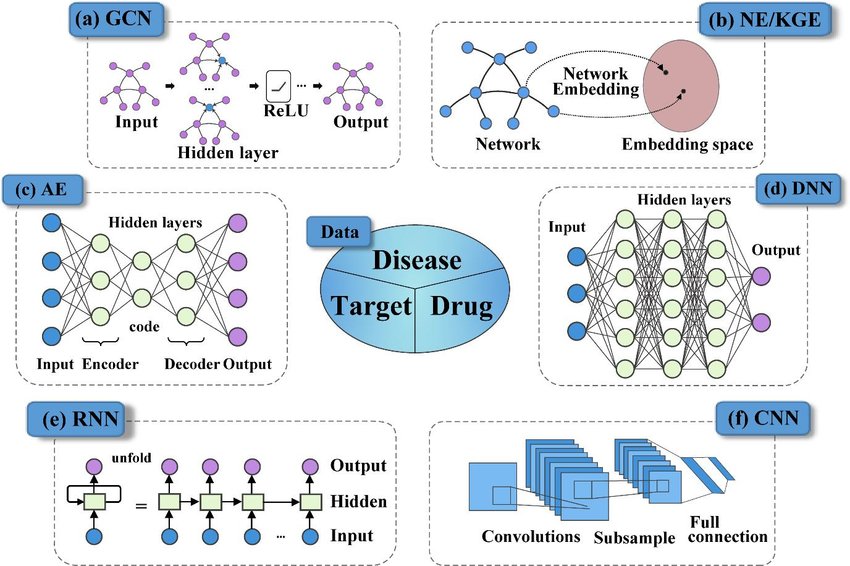 (a) GCN
Input
...
...
ReLU
Output
Hidden layer
(b) NE/KGE
Network
Embedding
Network
Embedding space
(c) AE
Hidden layers
code
Input
Encoder
Decoder
Output
Data
Disease
Target
Drug
(d) DNN
Hidden layers
Input
Output
(e) RNN
unfold
Output
=
Hidden
...
Input
(f) CNN
Convolutions
Subsample
Full
connection